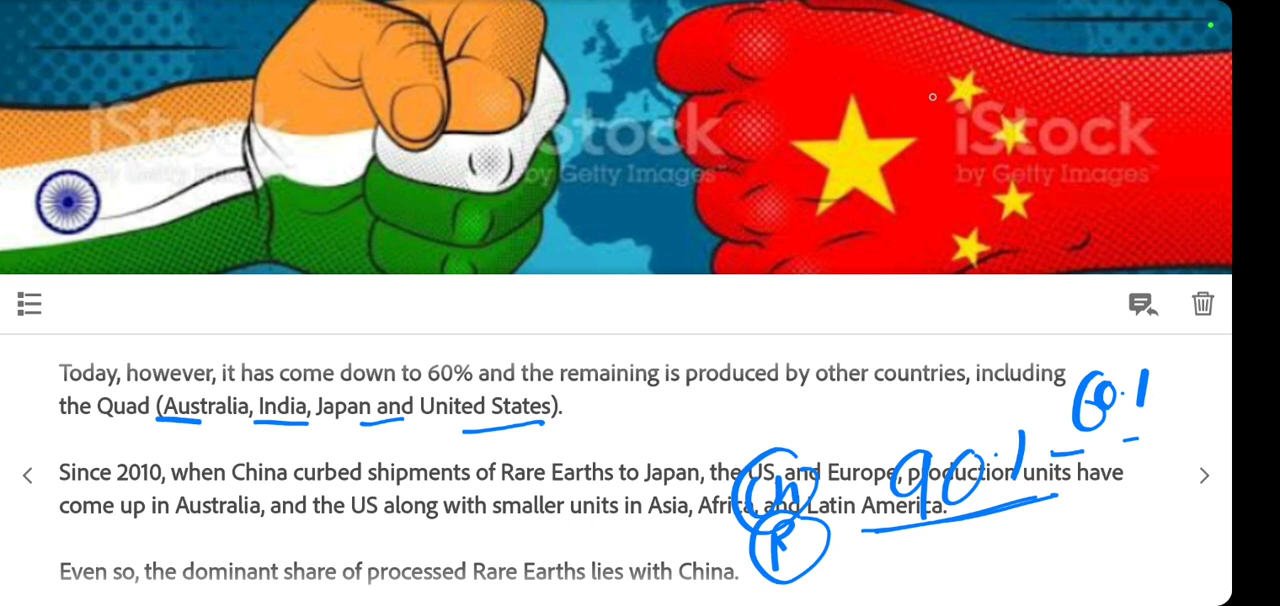 iStock
by Getty Images
iStock
by Getty Images
iStock
by Getty Images
Today, however, it has come down to 60% and the remaining is produced by other countries, including
the Quad (Australia, India, Japan and United States).
60%
Since 2010, when China curbed shipments of Rare Earths to Japan, the US, and Europe, production units have
come up in Australia, and the US along with smaller units in Asia, Africa, and Latin America.
90%
Even so, the dominant share of processed Rare Earths lies with China.